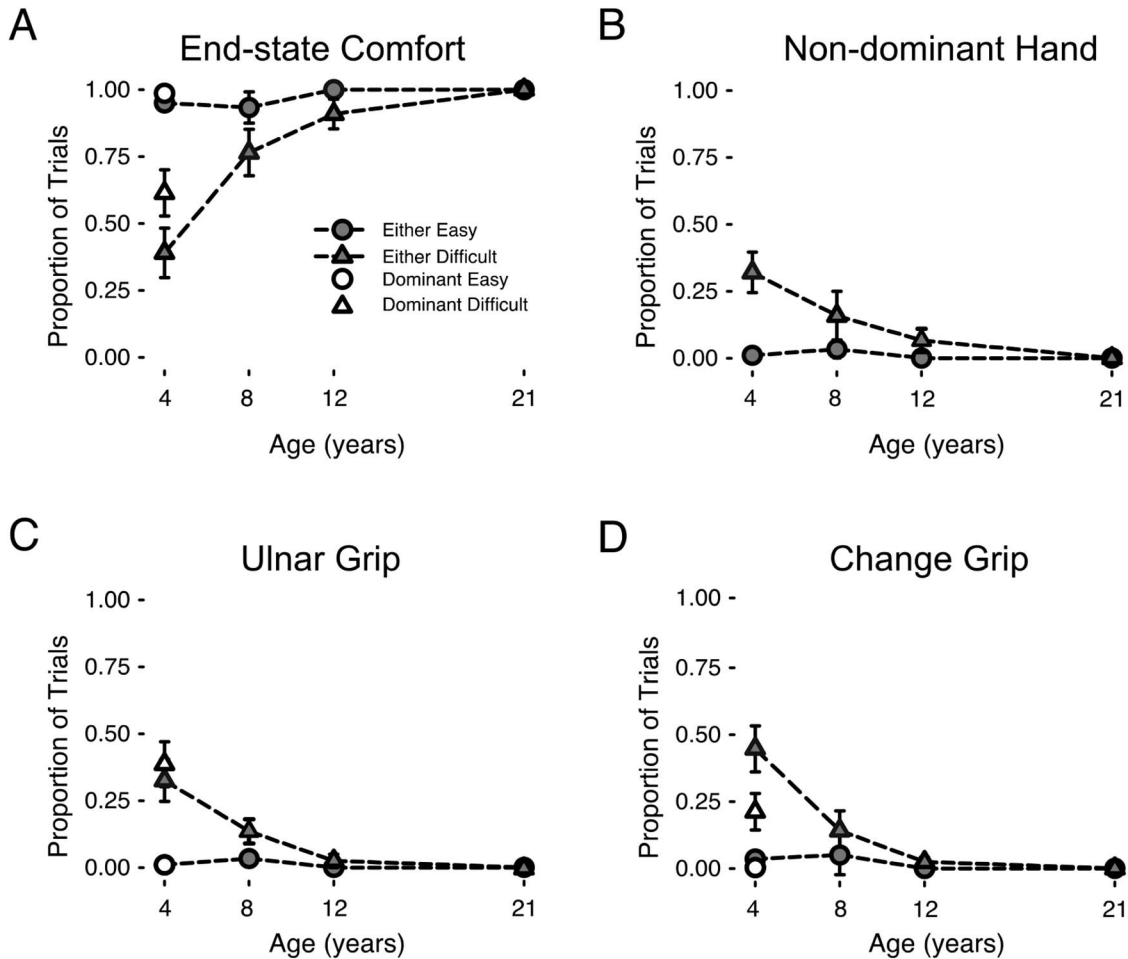 A
End-state Comfort
Proportion of Trials
1.00
0.75
0.50
0.25
0.00
Either Easy
Either Difficult
Dominant Easy
Dominant Difficult
4 8 12 21
Age (years)
B
Non-dominant Hand
Proportion of Trials
1.00
0.75
0.50
0.25
0.00
4 8 12 21
Age (years)
C
Ulnar Grip
Proportion of Trials
1.00
0.75
0.50
0.25
0.00
4 8 12 21
Age (years)
D
Change Grip
Proportion of Trials
1.00
0.75
0.50
0.25
0.00
4 8 12 21
Age (years)